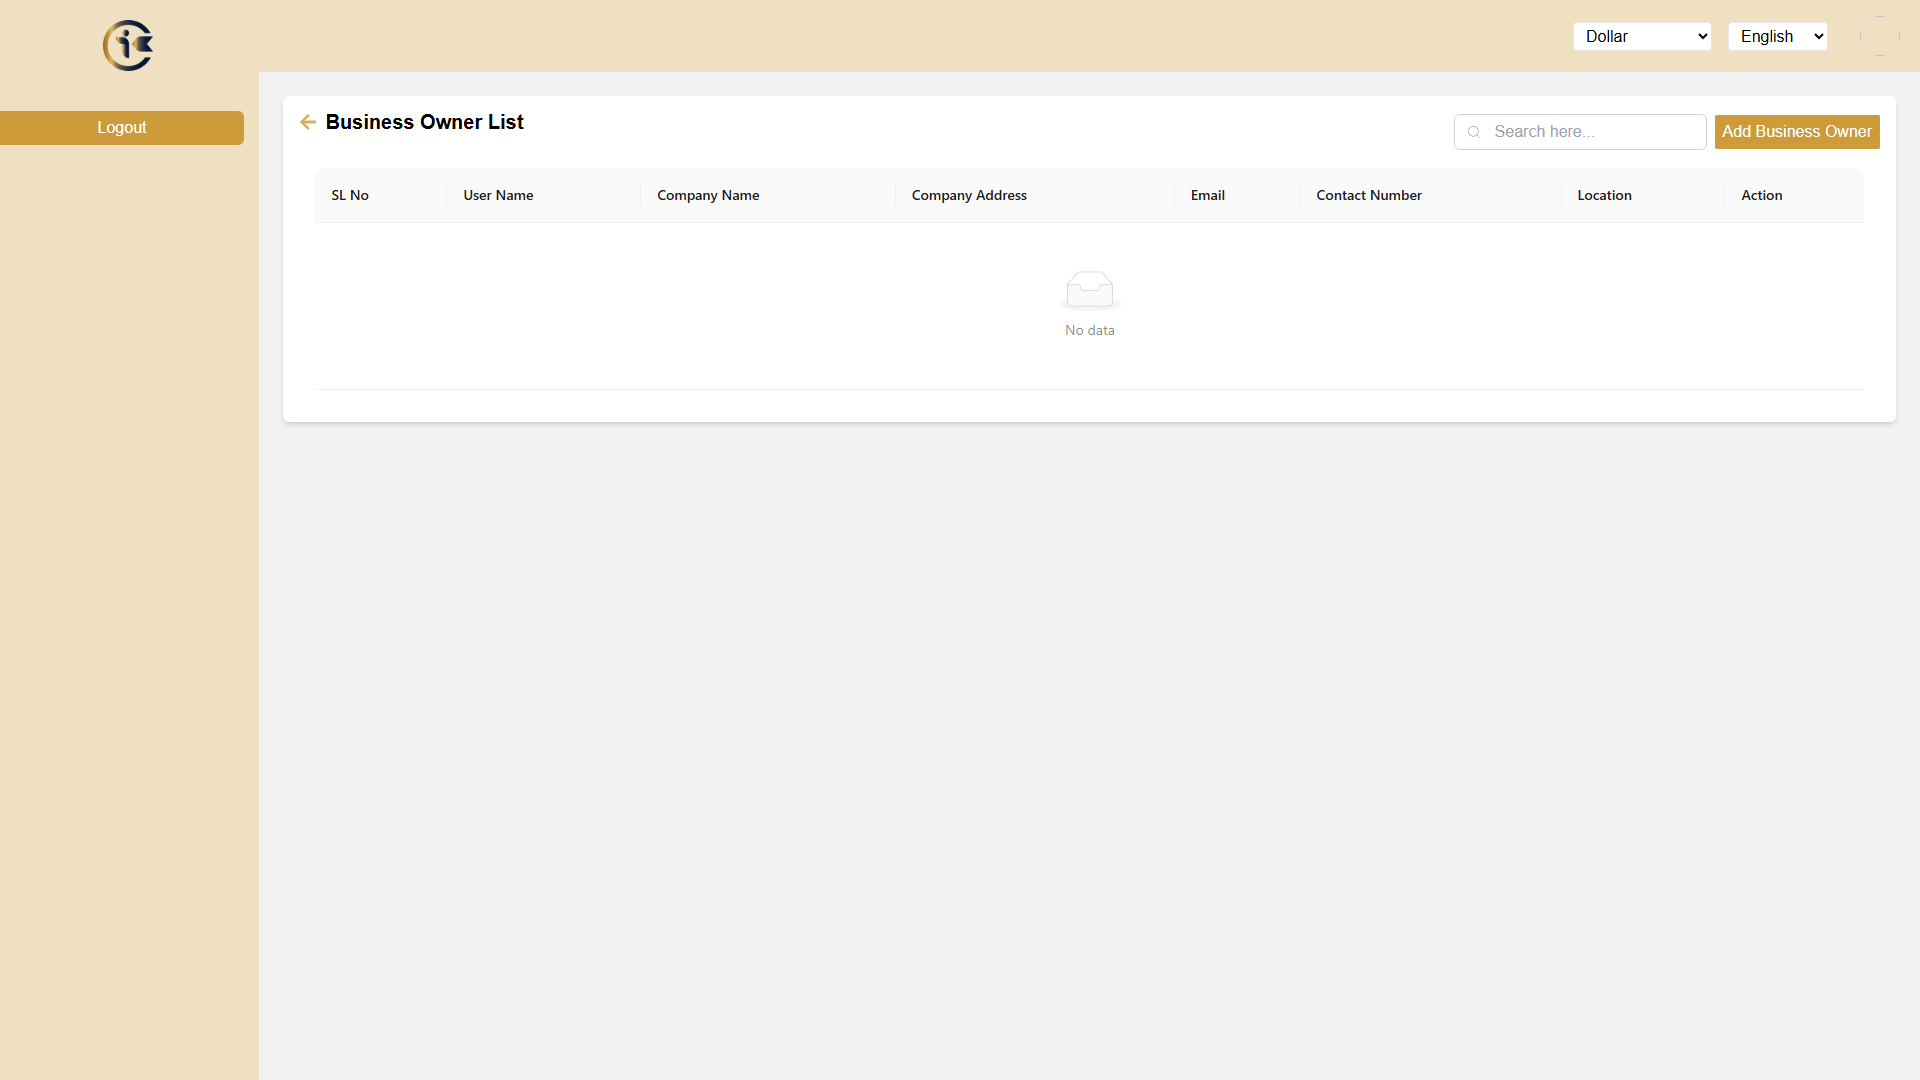 Dollar
English
Logout
Business Owner List
Search here...
Add Business Owner
SL No
User Name
Company Name
Company Address
Email
Contact Number
Location
Action
No data